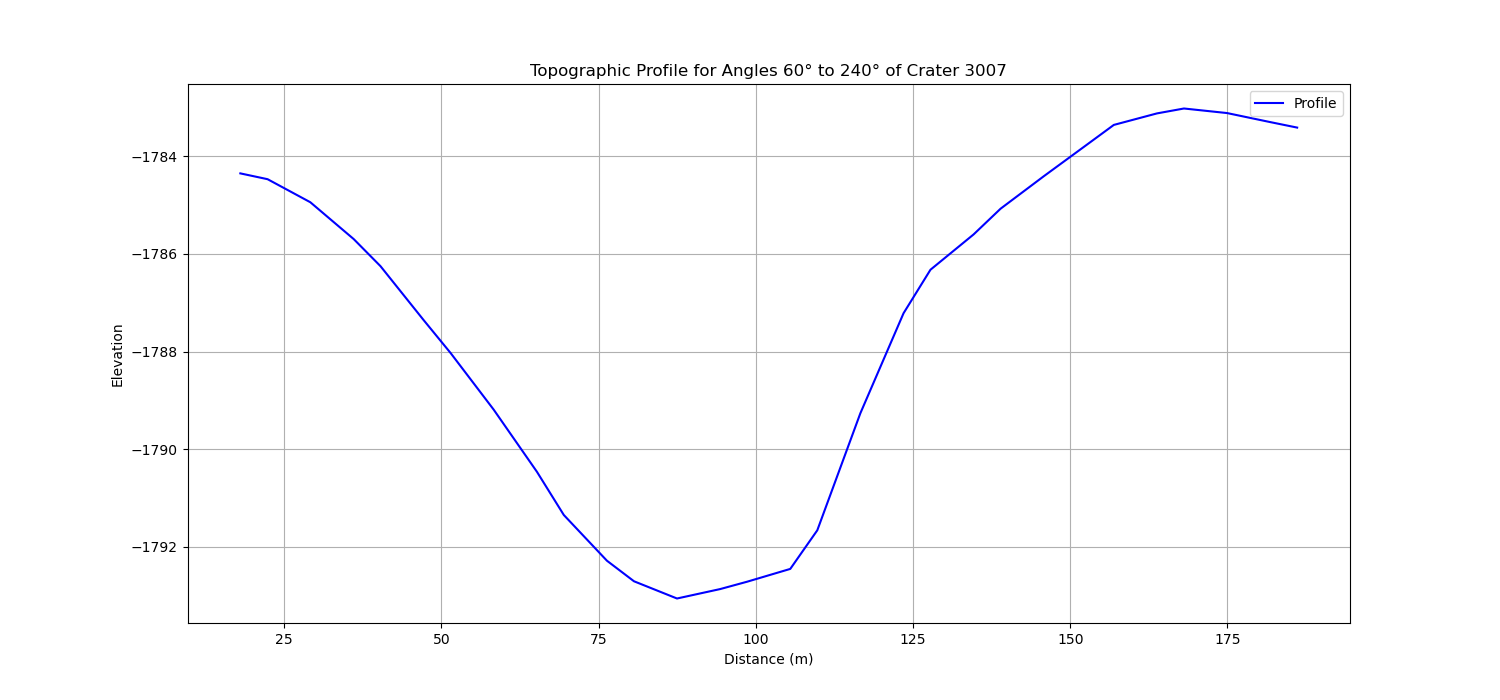 Topographic Profile for Angles 60° to 240° of Crater 3007
Profile
−1784
−1786
−1788
−1790
−1792
Elevation
25 50 75 100 125 150 175
Distance (m)